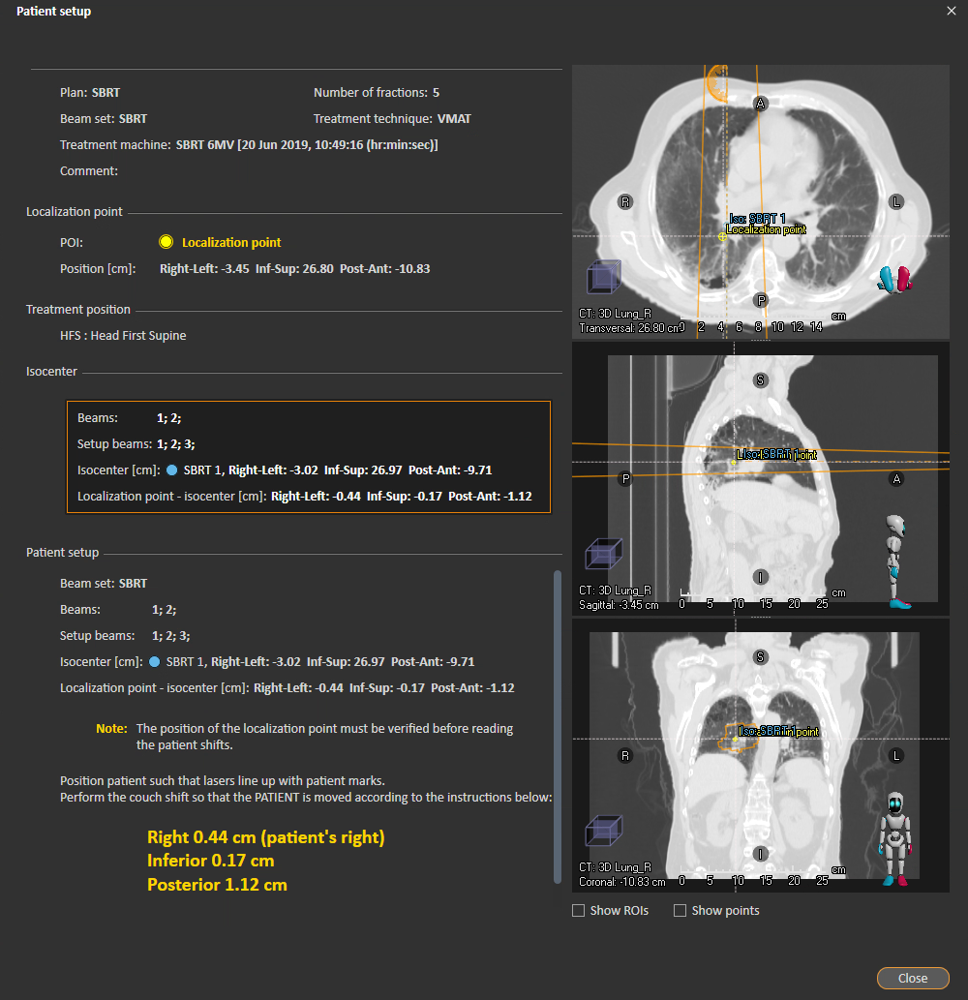 Patient setup
Plan: SBRT
Number of fractions: 5
Beam set: SBRT
Treatment technique: VMAT
Treatment machine: SBRT 6MV [20 Jun 2019, 10:49:16 (hr:min:sec)]
Comment:
Localization point
POI: Localization point
Position [cm]: Right-Left: -3.45 Inf-Sup: 26.80 Post-Ant: -10.83
Treatment position
HFS : Head First Supine
Isocenter
Beams: 1; 2;
Setup beams: 1; 2; 3;
Isocenter [cm]: SBRT 1, Right-Left: -3.02 Inf-Sup: 26.97 Post-Ant: -9.71
Localization point - isocenter [cm]: Right-Left: -0.44 Inf-Sup: -0.17 Post-Ant: -1.12
Patient setup
Beam set: SBRT
Beams: 1; 2;
Setup beams: 1; 2; 3;
Isocenter [cm]: SBRT 1, Right-Left: -3.02 Inf-Sup: 26.97 Post-Ant: -9.71
Localization point - isocenter [cm]: Right-Left: -0.44 Inf-Sup: -0.17 Post-Ant: -1.12
Note: The position of the localization point must be verified before reading
the patient shifts.
Position patient such that lasers line up with patient marks.
Perform the couch shift so that the PATIENT is moved according to the instructions below:
Right 0.44 cm (patient's right)
Inferior 0.17 cm
Posterior 1.12 cm
A
R
L
Iso: SBRT 1
Localization point
P
CT: 3D Lung_R
cm
Transversal: 26.80 cm
0 2 4 6 8 10 12 14
S
Iso: SBRT 1
point
P
A
I
CT: 3D Lung_R
cm
Sagittal: -3.45 cm
0 5 10 15 20 25
S
Iso: SBRT 1
point
R
L
I
CT: 3D Lung_R
cm
Coronal: -10.83 cm
0 5 10 15 20 25
Show ROIs
Show points
Close